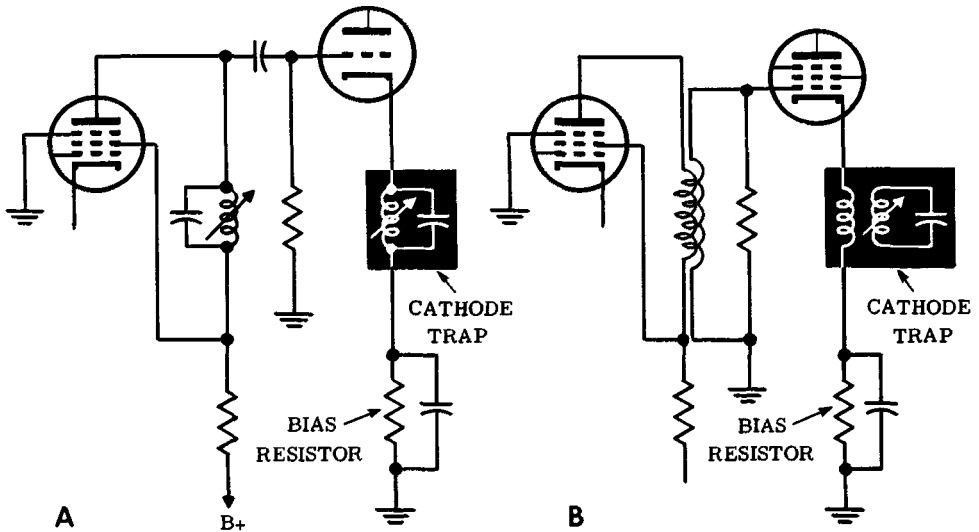 CATHODE
TRAP
BIAS
RESISTOR
B+
A
CATHODE
TRAP
BIAS
RESISTOR
B